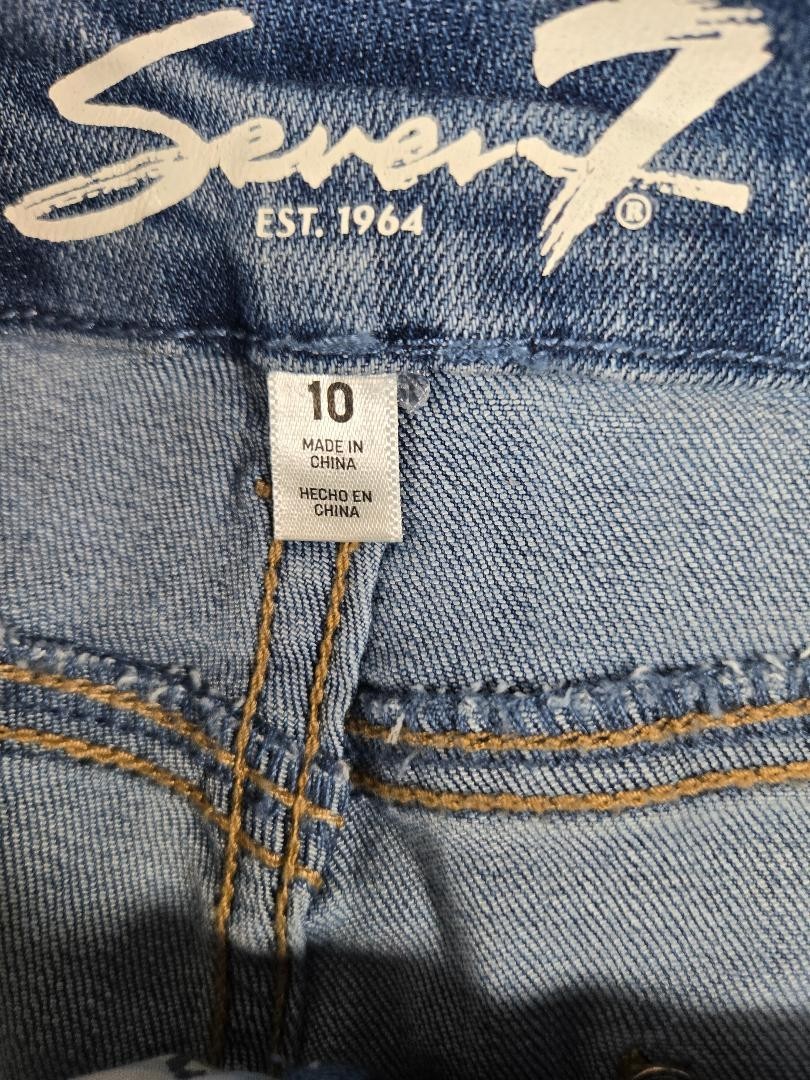 Seven7
EST. 1964 ®
10
MADE IN
CHINA
HECHO EN
CHINA